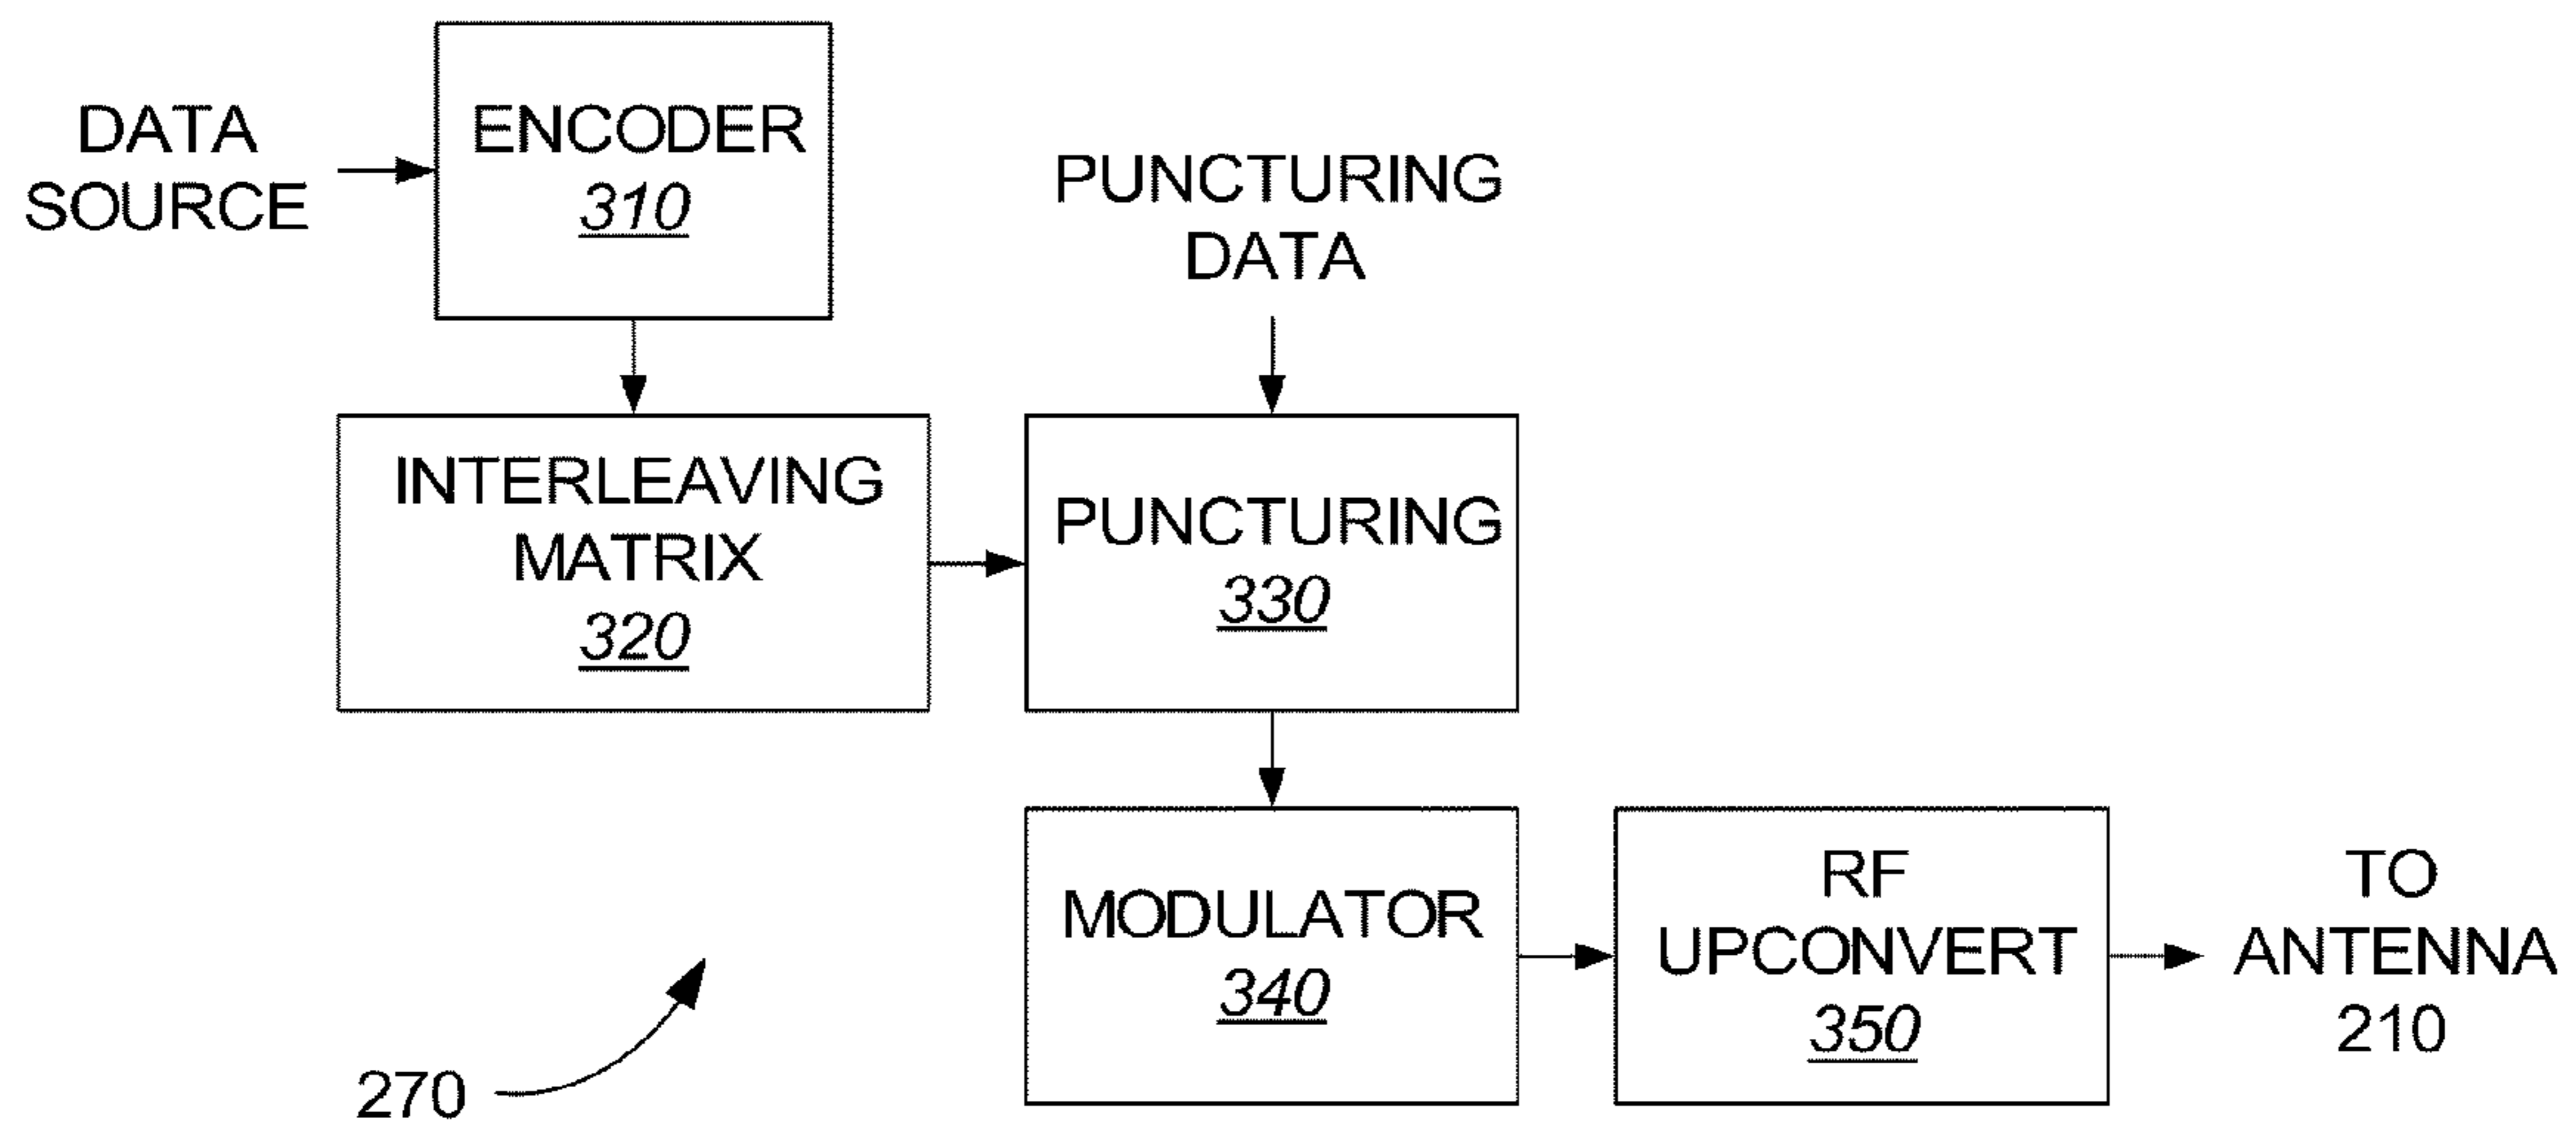 DATA
SOURCE
ENCODER
310
PUNCTURING
DATA
INTERLEAVING
MATRIX
320
PUNCTURING
330
MODULATOR
340
RF
UPCONVERT
350
TO
ANTENNA
210
270